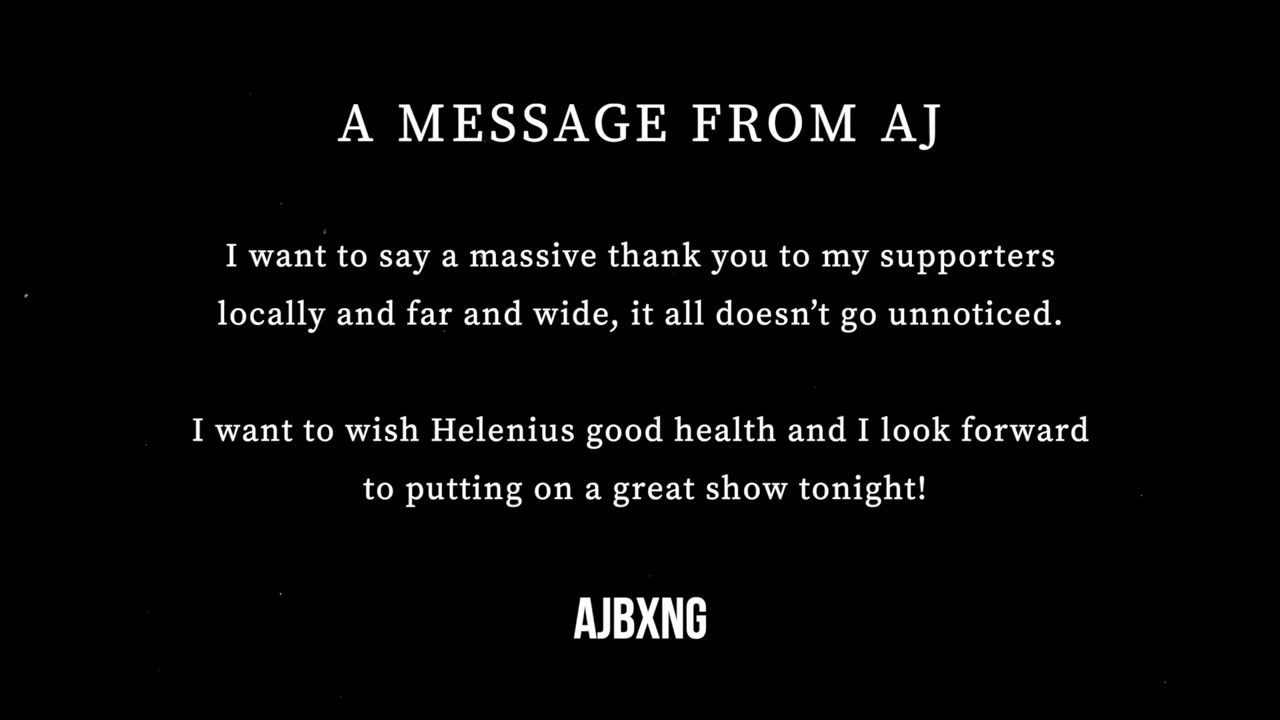 A MESSAGE FROM AJ
I want to say a massive thank you to my supporters
locally and far and wide, it all doesn’t go unnoticed.
I want to wish Helenius good health and I look forward
to putting on a great show tonight!
AJBXNG